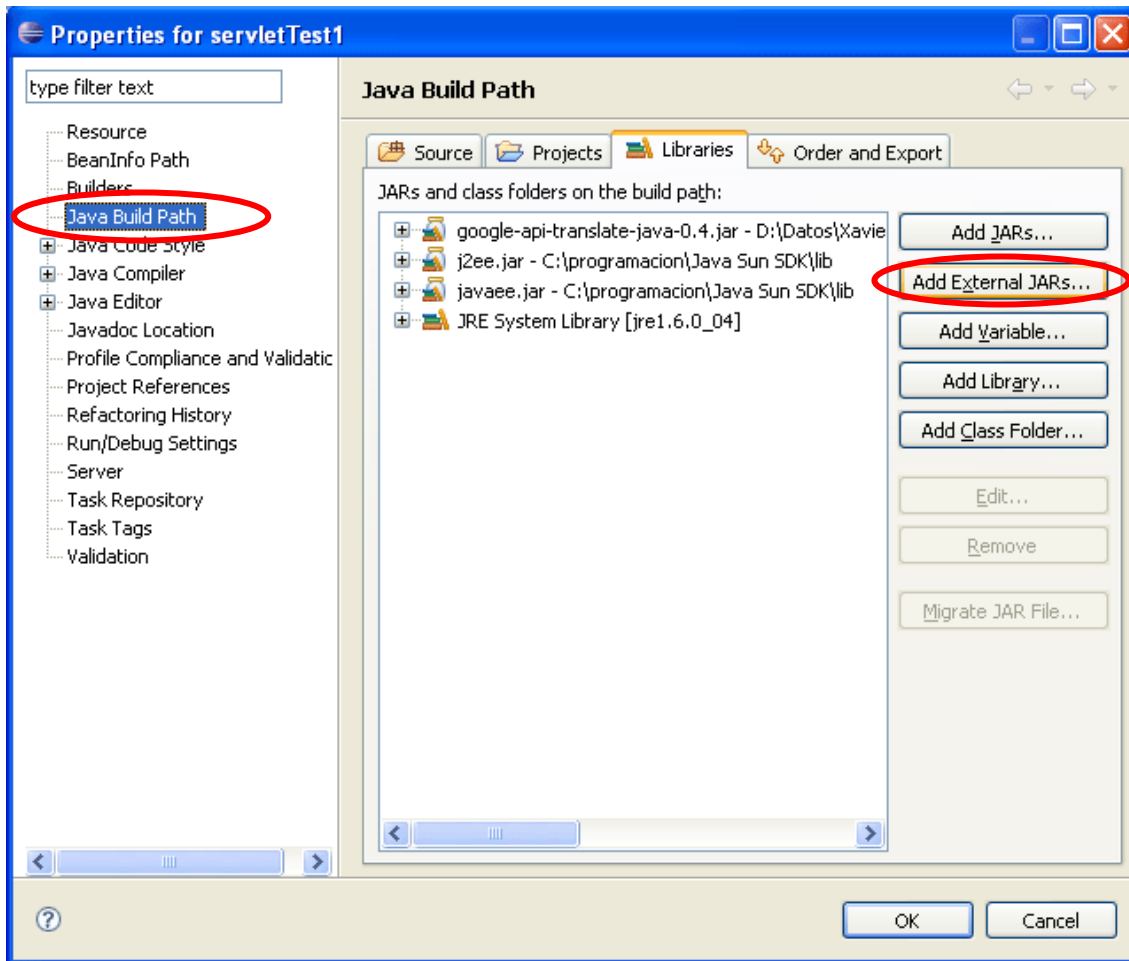 Properties for servletTest1
type filter text
Resource
BeanInfo Path
Builders
Java Build Path
Java Code Style
Java Compiler
Java Editor
Javadoc Location
Profile Compliance and Validatic
Project References
Refactoring History
Run/Debug Settings
Server
Task Repository
Task Tags
Validation
Java Build Path
Source Projects Libraries Order and Export
JARs and class folders on the build path:
google-api-translate-java-0.4.jar - D:\Datos\Xavie
j2ee.jar - C:\programacion\Java Sun SDK\lib
javaee.jar - C:\programacion\Java Sun SDK\lib
JRE System Library [jre1.6.0_04]
Add JARs...
Add External JARs...
Add Variable...
Add Library...
Add Class Folder...
Edit...
Remove
Migrate JAR File...
?
OK Cancel